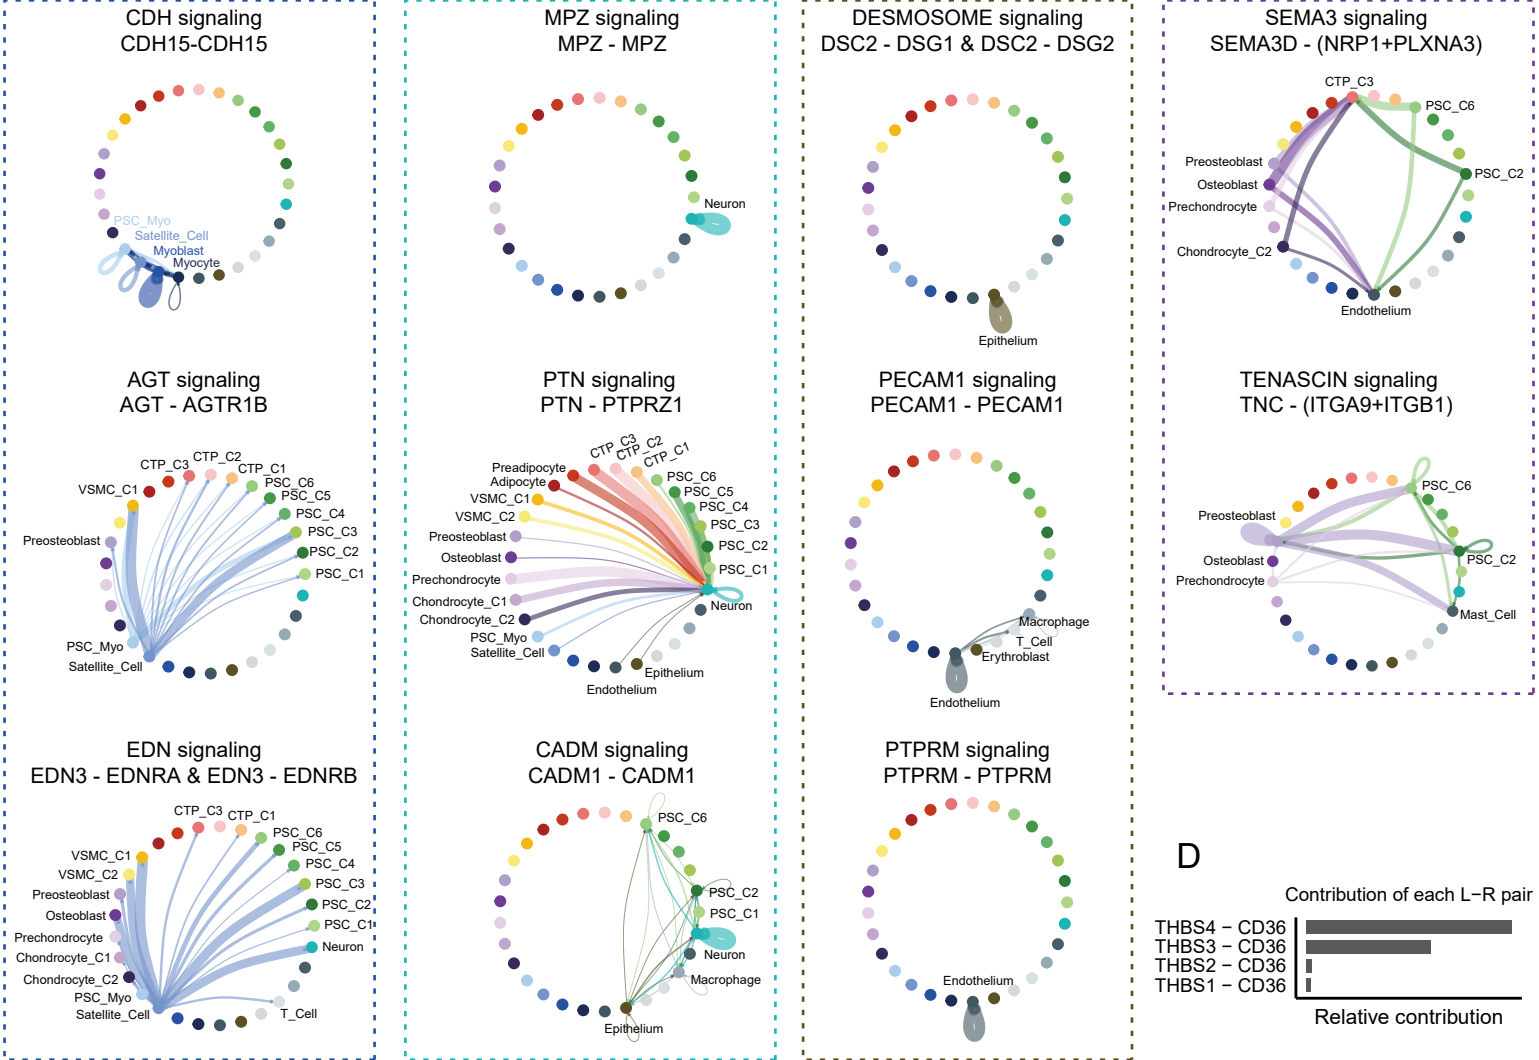 CDH signaling
CDH15-CDH15
PSC_Myo
Satellite_Cell
Myoblast
Myocyte
AGT signaling
AGT - AGTR1B
CTP_C3
CTP_C2
CTP_C1
PSC_C6
PSC_C5
PSC_C4
PSC_C3
PSC_C2
PSC_C1
VSMC_C1
Preosteoblast
PSC_Myo
Satellite_Cell
EDN signaling
EDN3 - EDNRA & EDN3 - EDNRB
CTP_C3
CTP_C1
PSC_C6
PSC_C5
PSC_C4
PSC_C3
PSC_C2
PSC_C1
Neuron
T_Cell
VSMC_C1
VSMC_C2
Preosteoblast
Osteoblast
Prechondrocyte
Chondrocyte_C1
Chondrocyte_C2
PSC_Myo
Satellite_Cell
MPZ signaling
MPZ - MPZ
Neuron
PTN signaling
PTN - PTPRZ1
CTP_C3
CTP_C2
CTP_C1
PSC_C6
PSC_C5
PSC_C4
PSC_C3
PSC_C2
PSC_C1
Neuron
Preadipocyte
Adipocyte
VSMC_C1
VSMC_C2
Preosteoblast
Osteoblast
Prechondrocyte
Chondrocyte_C1
Chondrocyte_C2
PSC_Myo
Satellite_Cell
Epithelium
Endothelium
CADM signaling
CADM1 - CADM1
PSC_C6
PSC_C2
PSC_C1
Neuron
Macrophage
Epithelium
DESMOSOME signaling
DSC2 - DSG1 & DSC2 - DSG2
Epithelium
PECAM1 signaling
PECAM1 - PECAM1
Macrophage
T_Cell
Erythroblast
Endothelium
PTPRM signaling
PTPRM - PTPRM
Endothelium
SEMA3 signaling
SEMA3D - (NRP1+PLXNA3)
CTP_C3
PSC_C6
PSC_C2
Preosteoblast
Osteoblast
Prechondrocyte
Chondrocyte_C2
Endothelium
TENASCIN signaling
TNC - (ITGA9+ITGB1)
PSC_C6
Preosteoblast
PSC_C2
Osteoblast
Prechondrocyte
Mast_Cell
D
Contribution of each L−R pair
THBS4 − CD36
THBS3 − CD36
THBS2 − CD36
THBS1 − CD36
Relative contribution